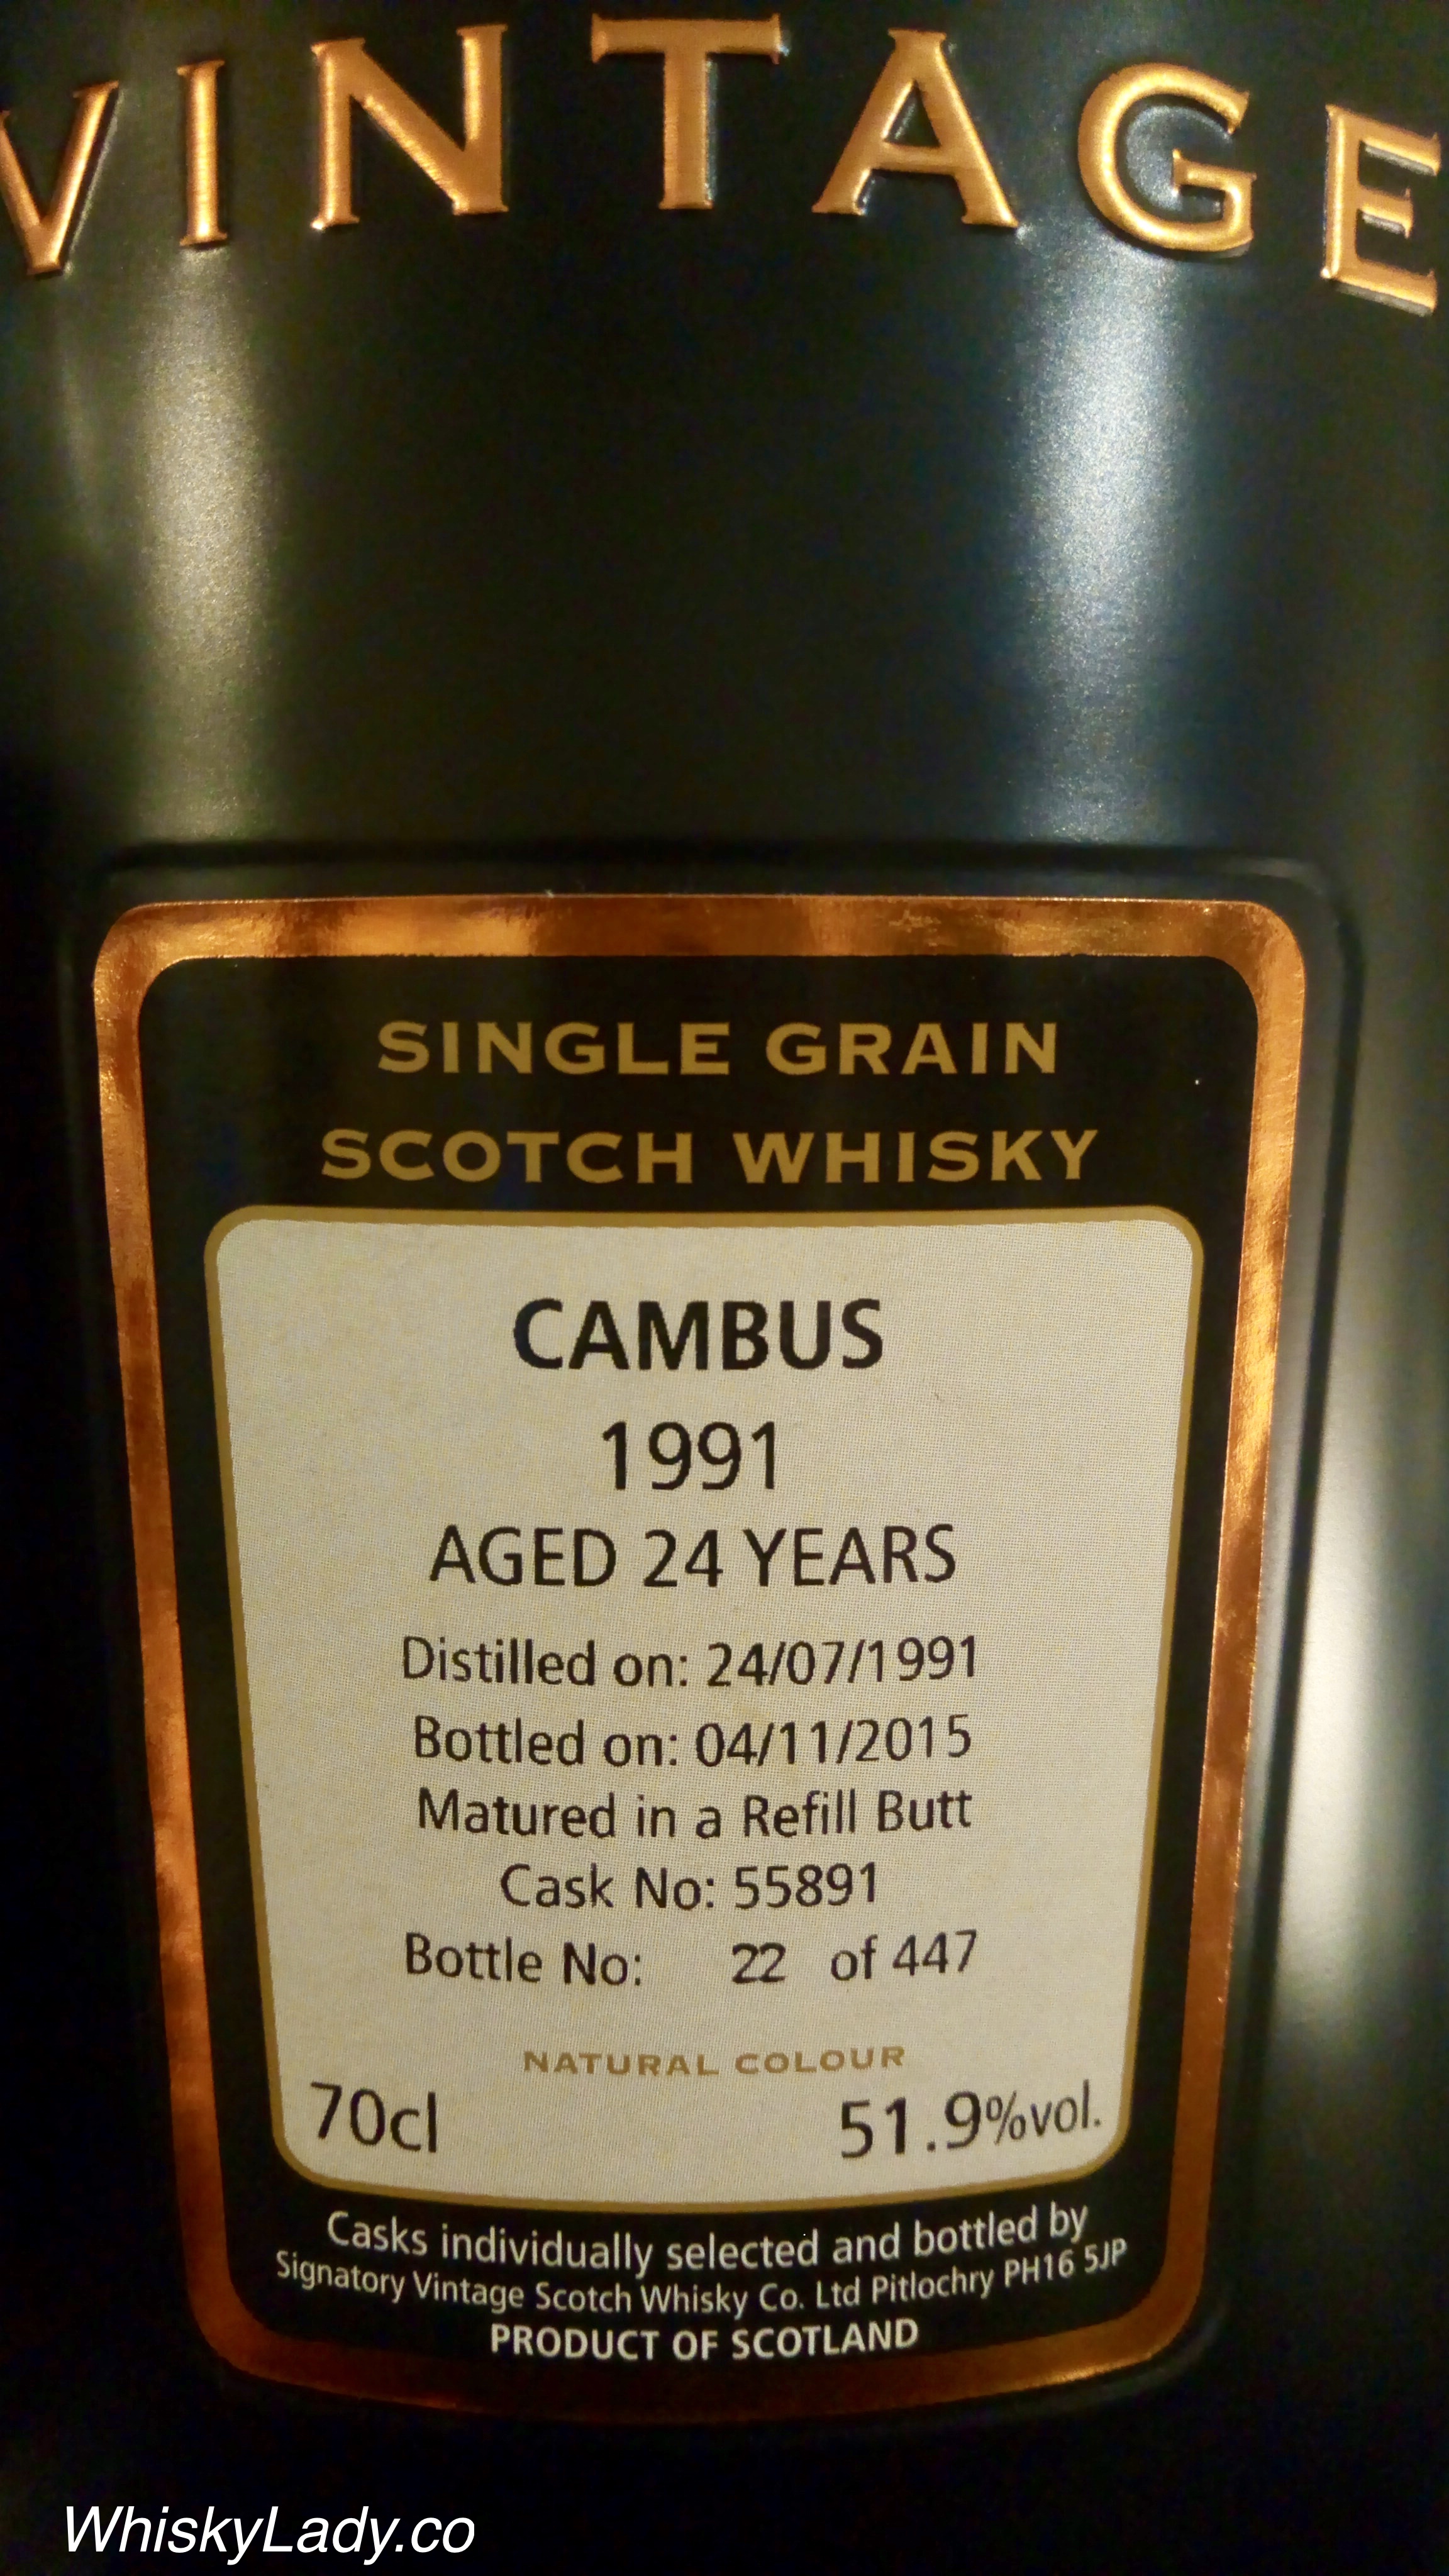 VINTAGE
SINGLE GRAIN
SCOTCH WHISKY
CAMBUS
1991
AGED 24 YEARS
Distilled on: 24/07/1991
Bottled on: 04/11/2015
Matured in a Refill Butt
Cask No: 55891
Bottle No: 22 of 447
NATURAL COLOUR
70cl 51.9%vol.
Casks individually selected and bottled by
Signatory Vintage Scotch Whisky Co. Ltd Pitlochry PH16 5JP
PRODUCT OF SCOTLAND
WhiskyLady.co